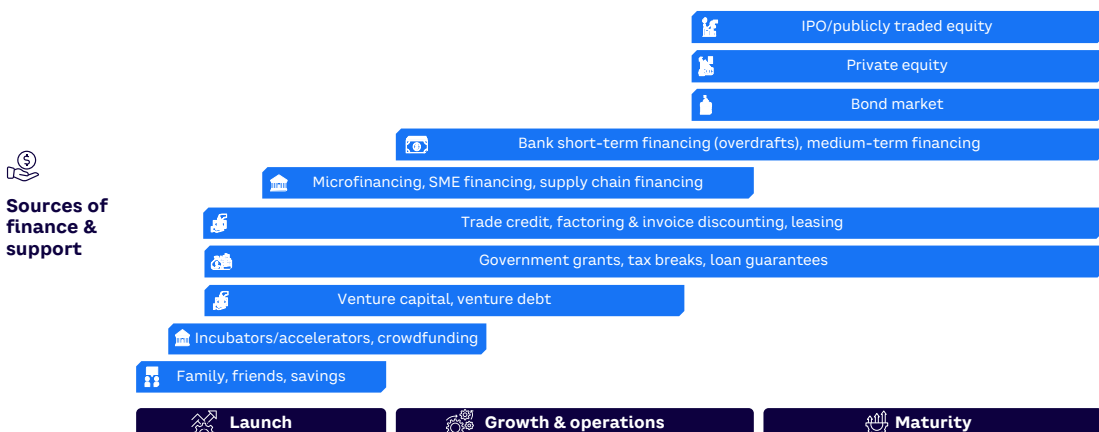 IPO/publicly traded equity
Private equity
Bond market
Bank short-term financing (overdrafts), medium-term financing
Microfinancing, SME financing, supply chain financing
Sources of
finance &
support
Trade credit, factoring & invoice discounting, leasing
Government grants, tax breaks, loan guarantees
Venture capital, venture debt
Incubators/accelerators, crowdfunding
Family, friends, savings
Launch
Growth & operations
Maturity